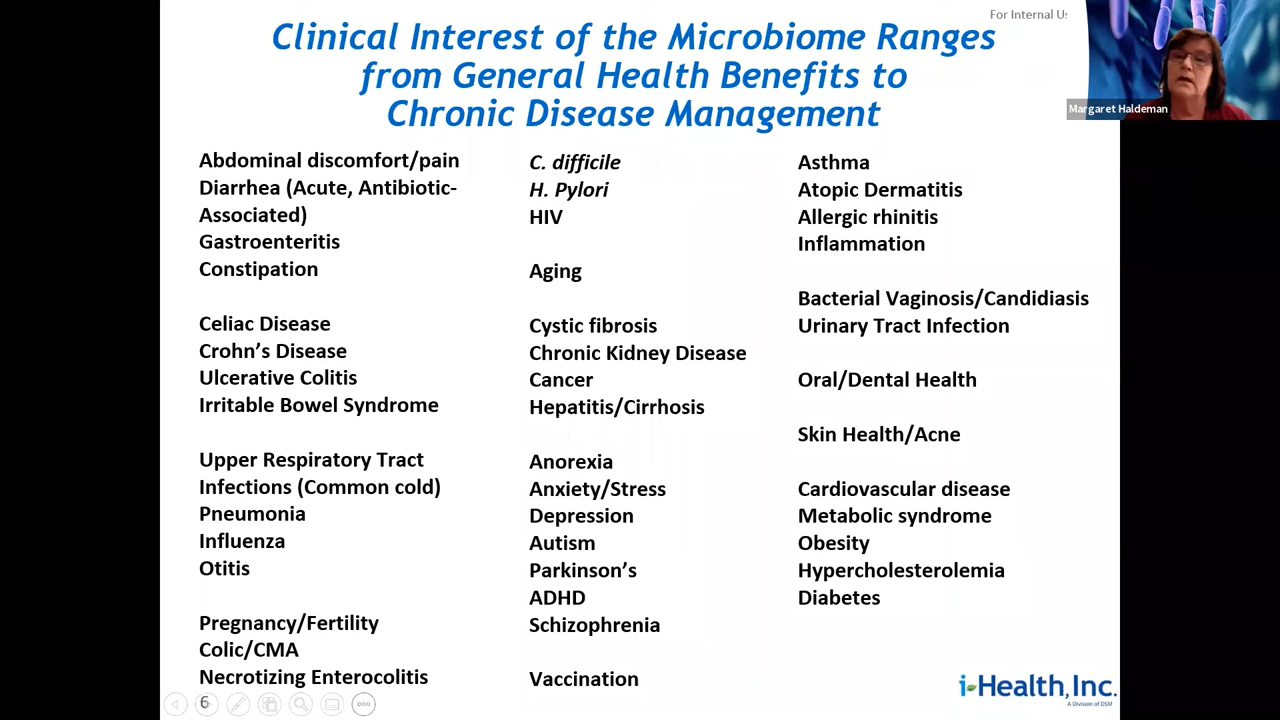 For Internal Us
Clinical Interest of the Microbiome Ranges
from General Health Benefits to
Chronic Disease Management
Margaret Haldeman
Abdominal discomfort/pain
Diarrhea (Acute, Antibiotic-
Associated)
Gastroenteritis
Constipation
Celiac Disease
Crohn’s Disease
Ulcerative Colitis
Irritable Bowel Syndrome
Upper Respiratory Tract
Infections (Common cold)
Pneumonia
Influenza
Otitis
Pregnancy/Fertility
Colic/CMA
Necrotizing Enterocolitis
C. difficile
H. Pylori
HIV
Aging
Cystic fibrosis
Chronic Kidney Disease
Cancer
Hepatitis/Cirrhosis
Anorexia
Anxiety/Stress
Depression
Autism
Parkinson’s
ADHD
Schizophrenia
Vaccination
Asthma
Atopic Dermatitis
Allergic rhinitis
Inflammation
Bacterial Vaginosis/Candidiasis
Urinary Tract Infection
Oral/Dental Health
Skin Health/Acne
Cardiovascular disease
Metabolic syndrome
Obesity
Hypercholesterolemia
Diabetes
6
i-Health, Inc.
A Division of DSM